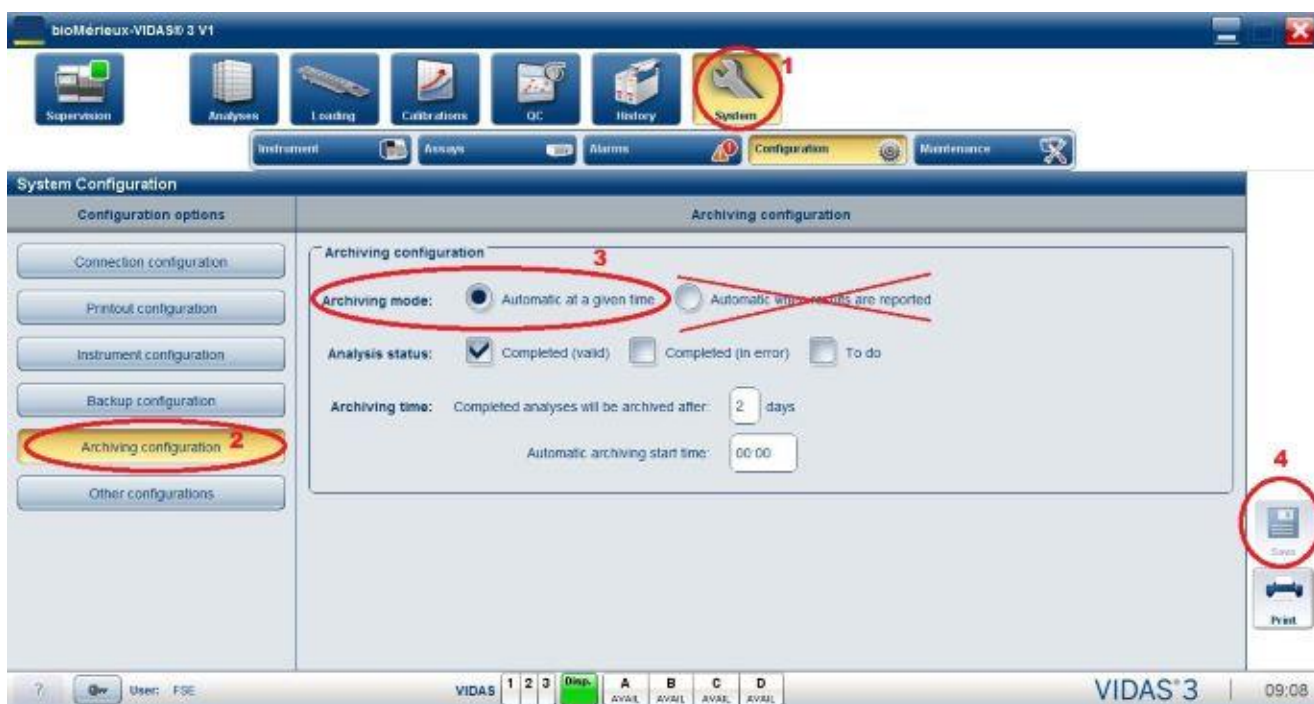 bioMérieux-VIDAS® 3 V1
1
Supervision Analyses Loading Calibrations QC History System
Instrument Assays Alarms Configuration Maintenance
System Configuration
Configuration options Archiving configuration
Connection configuration
Printout configuration
Instrument configuration
Backup configuration
Archiving configuration 2
Other configurations
Archiving configuration 3
Archiving mode: Automatic at a given time Automatic when results are reported
Analysis status: Completed (valid) Completed (in error) To do
Archiving time: Completed analyses will be archived after: 2 days
Automatic archiving start time: 00:00
4
Save
Print
? User: FSE VIDAS 1 2 3 Disp. A B C D VIDAS®3 09:08
AVAIL AVAIL AVAIL AVAIL